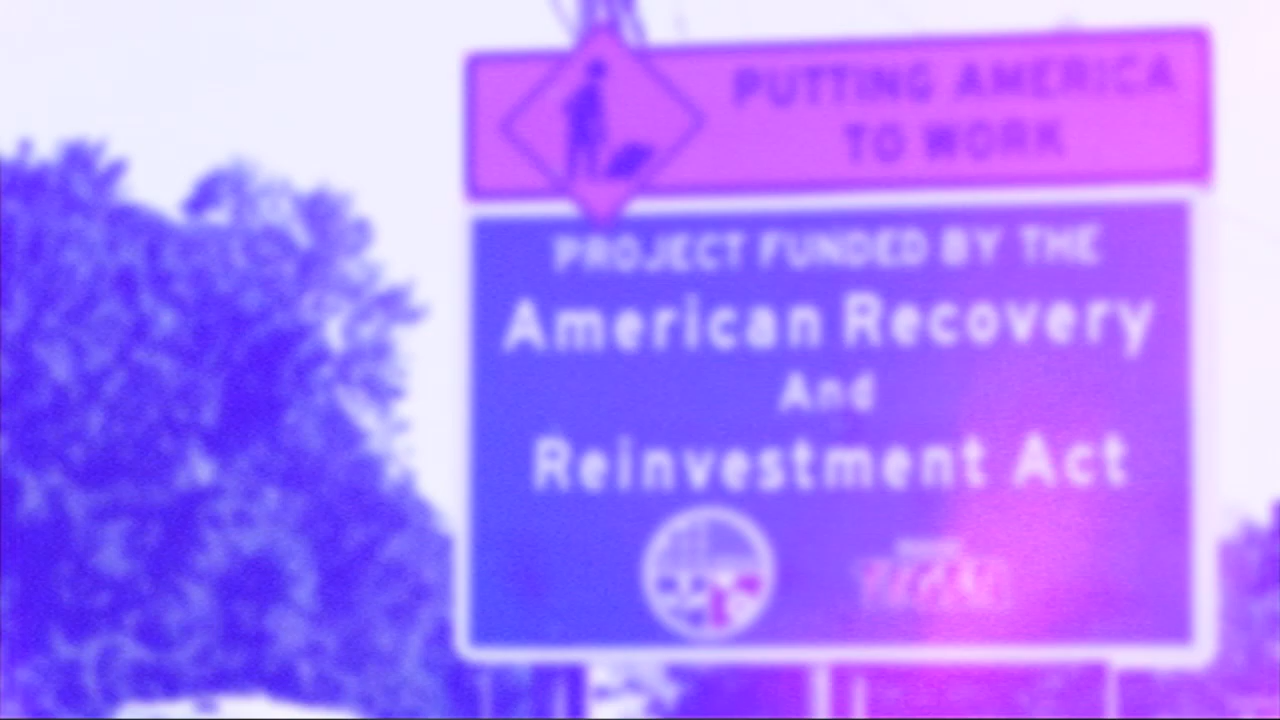 PUTTING AMERICA
TO WORK
PROJECT FUNDED BY THE
American Recovery
And
Reinvestment Act